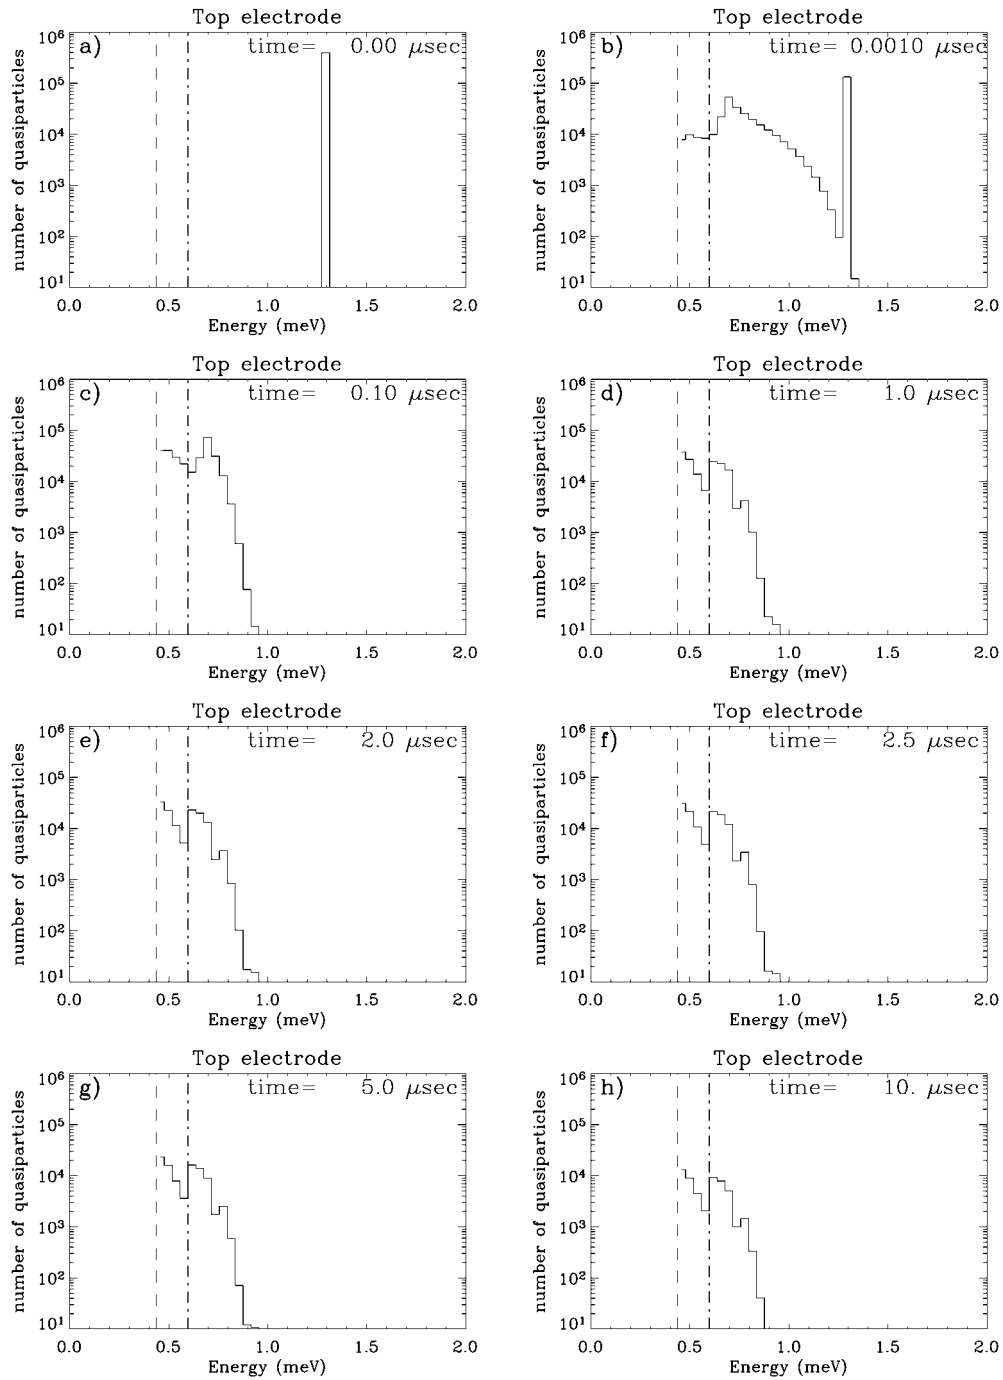 Top electrode
a)
time= 0.00 μsec
number of quasiparticles
10^6
10^5
10^4
10^3
10^2
10^1
0.0 0.5 1.0 1.5 2.0
Energy (meV)
Top electrode
b)
time= 0.0010 μsec
number of quasiparticles
10^6
10^5
10^4
10^3
10^2
10^1
0.0 0.5 1.0 1.5 2.0
Energy (meV)
Top electrode
c)
time= 0.10 μsec
number of quasiparticles
10^6
10^5
10^4
10^3
10^2
10^1
0.0 0.5 1.0 1.5 2.0
Energy (meV)
Top electrode
d)
time= 1.0 μsec
number of quasiparticles
10^6
10^5
10^4
10^3
10^2
10^1
0.0 0.5 1.0 1.5 2.0
Energy (meV)
Top electrode
e)
time= 2.0 μsec
number of quasiparticles
10^6
10^5
10^4
10^3
10^2
10^1
0.0 0.5 1.0 1.5 2.0
Energy (meV)
Top electrode
f)
time= 2.5 μsec
number of quasiparticles
10^6
10^5
10^4
10^3
10^2
10^1
0.0 0.5 1.0 1.5 2.0
Energy (meV)
Top electrode
g)
time= 5.0 μsec
number of quasiparticles
10^6
10^5
10^4
10^3
10^2
10^1
0.0 0.5 1.0 1.5 2.0
Energy (meV)
Top electrode
h)
time= 10. μsec
number of quasiparticles
10^6
10^5
10^4
10^3
10^2
10^1
0.0 0.5 1.0 1.5 2.0
Energy (meV)